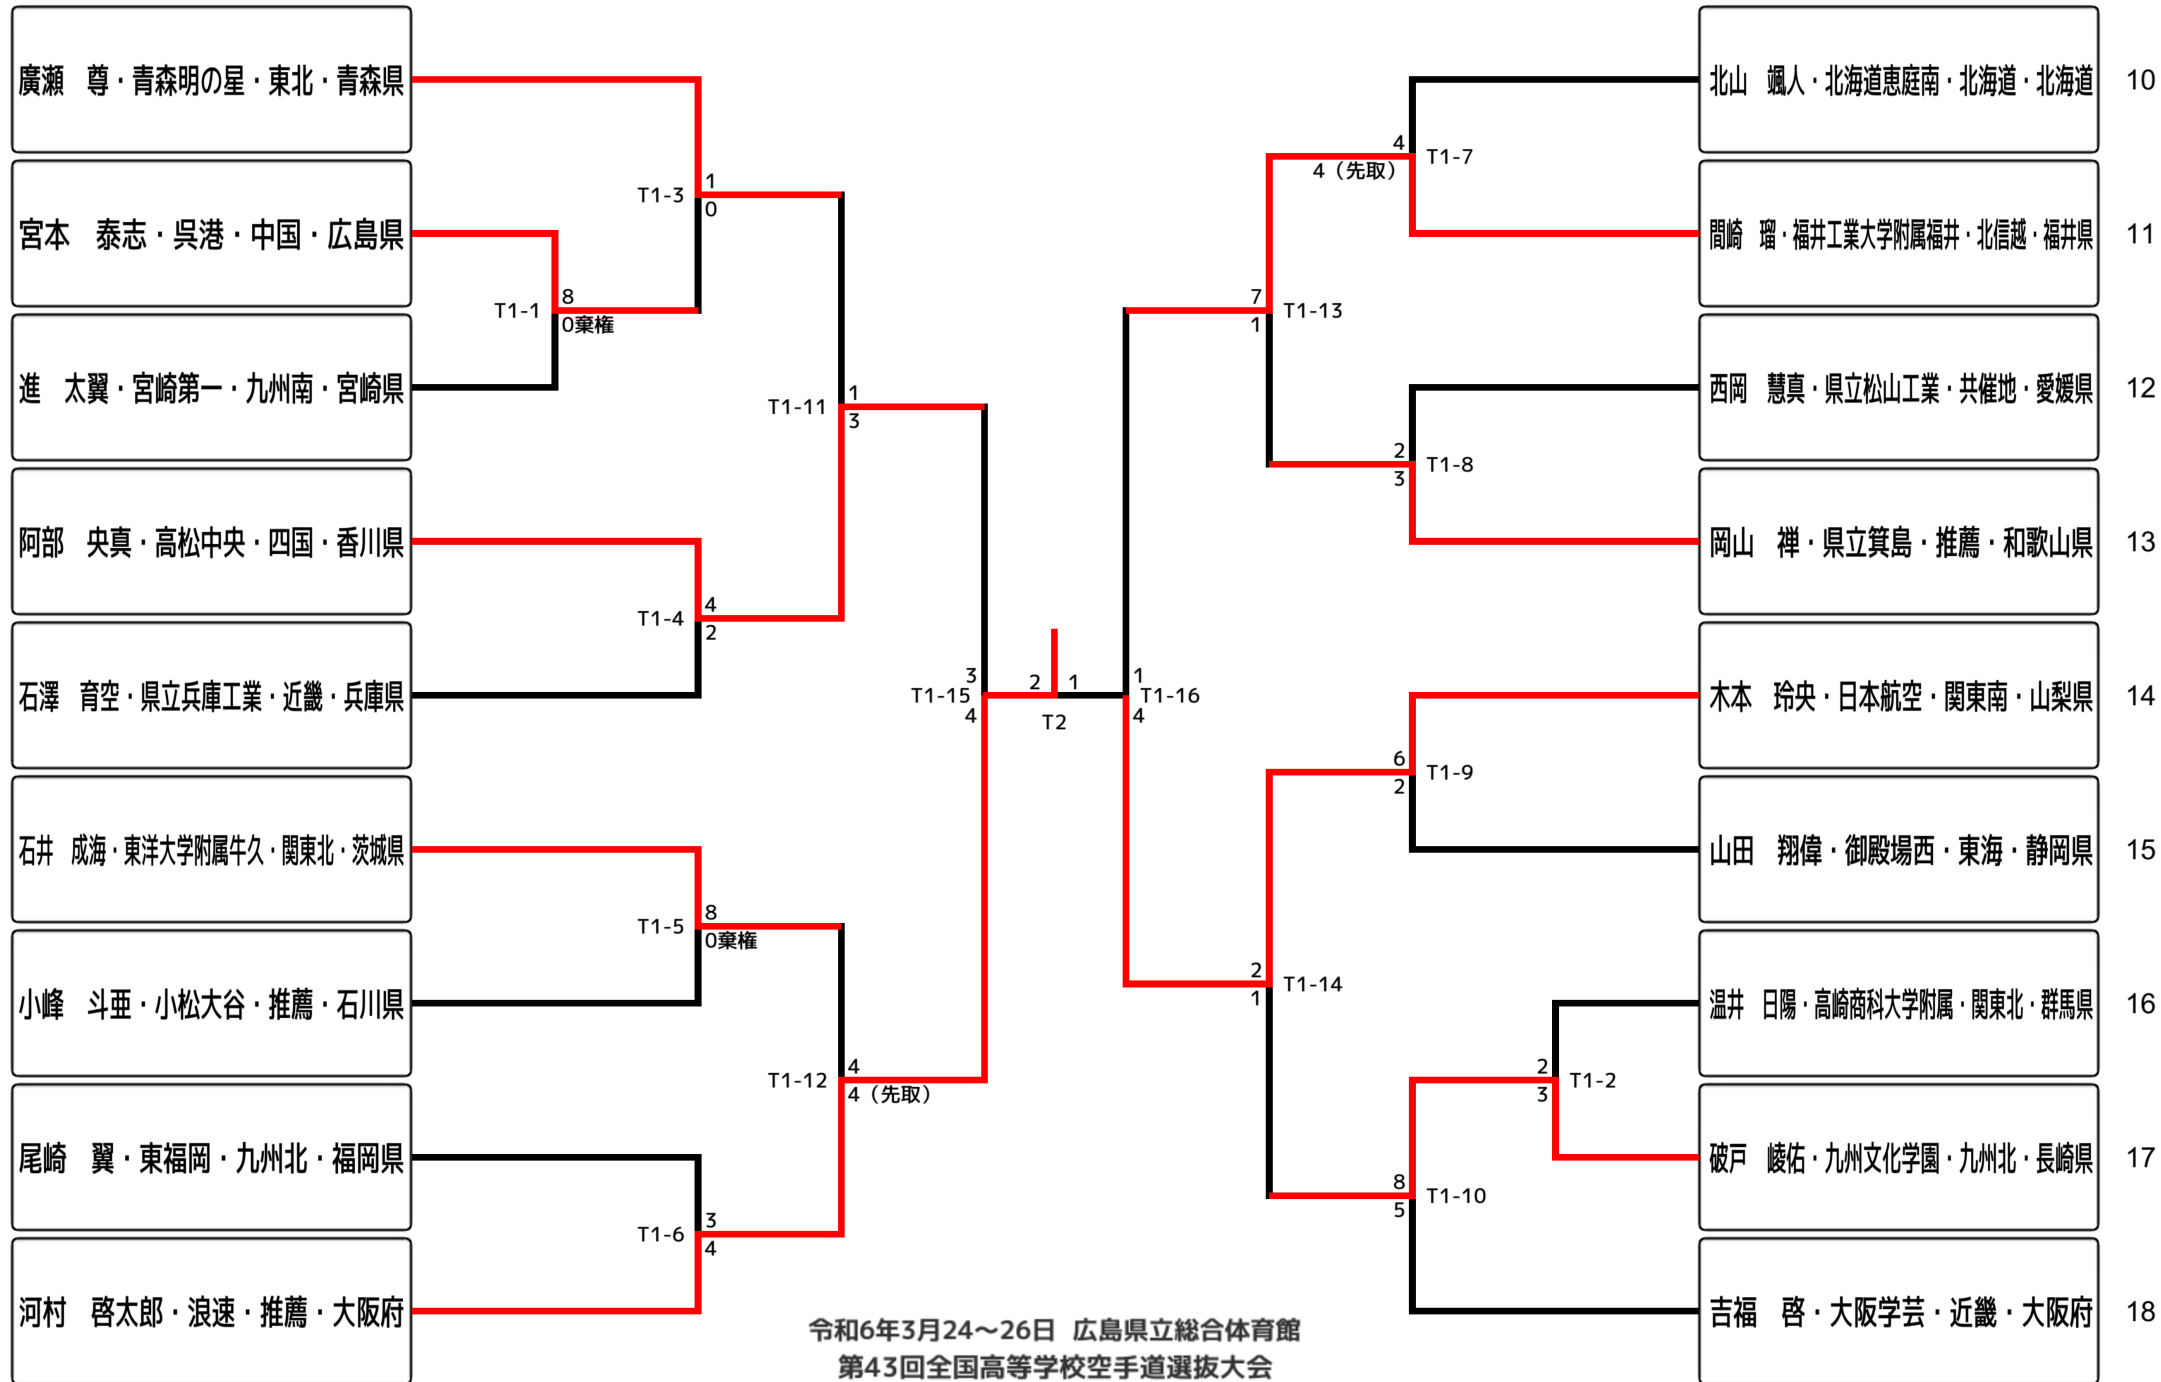 廣瀬　尊・青森明の星・東北・青森県
宮本　泰志・呉港・中国・広島県
進　太翼・宮崎第一・九州南・宮崎県
阿部　央真・高松中央・四国・香川県
石澤　育空・県立兵庫工業・近畿・兵庫県
石井　成海・東洋大学附属牛久・関東北・茨城県
小峰　斗亜・小松大谷・推薦・石川県
尾崎　翼・東福岡・九州北・福岡県
河村　啓太郎・浪速・推薦・大阪府
T1-1
8
0棄権
T1-3
1
0
T1-4
4
2
T1-5
8
0棄権
T1-6
3
4
T1-11
1
3
T1-12
4
4（先取）
T1-15
3
4
2
1
T2
T1-16
1
4
7
1
T1-13
2
1
T1-14
4
4（先取）
T1-7
2
3
T1-8
6
2
T1-9
8
5
T1-10
2
3
T1-2
北山　颯人・北海道恵庭南・北海道・北海道
10
間崎　瑠・福井工業大学附属福井・北信越・福井県
11
西岡　慧真・県立松山工業・共催地・愛媛県
12
岡山　禅・県立箕島・推薦・和歌山県
13
木本　玲央・日本航空・関東南・山梨県
14
山田　翔偉・御殿場西・東海・静岡県
15
温井　日陽・高崎商科大学附属・関東北・群馬県
16
破戸　崚佑・九州文化学園・九州北・長崎県
17
吉福　啓・大阪学芸・近畿・大阪府
18
令和6年3月24～26日 広島県立総合体育館
第43回全国高等学校空手道選抜大会